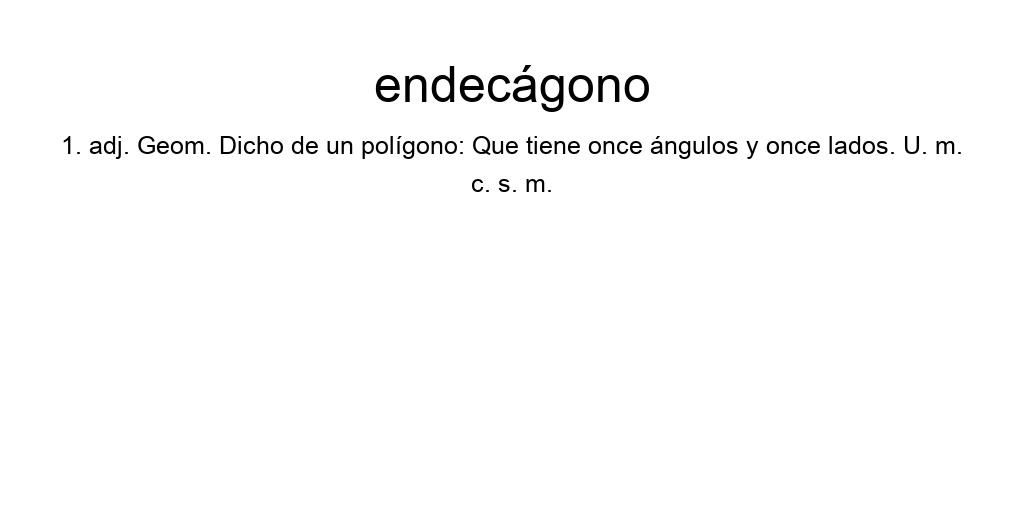 endecágono
1. adj. Geom. Dicho de un polígono: Que tiene once ángulos y once lados. U. m.
c. s. m.